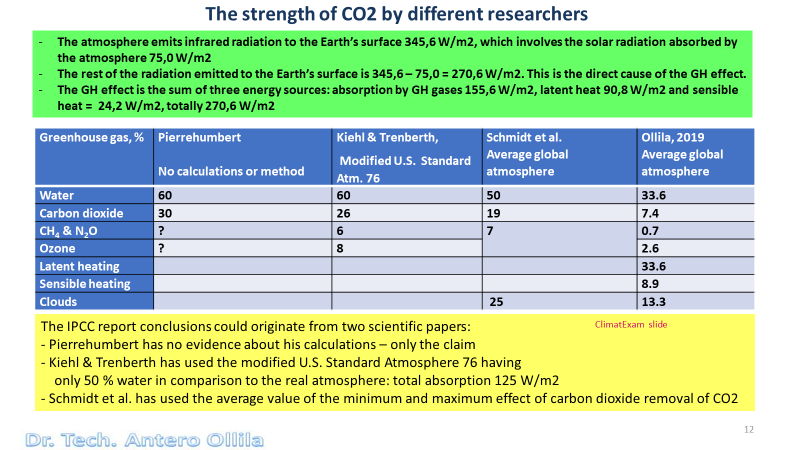 The strength of CO2 by different researchers
- The atmosphere emits infrared radiation to the Earth's surface 345,6 W/m2, which involves the solar radiation absorbed by
the atmosphere 75,0 W/m2
- The rest of the radiation emitted to the Earth's surface is 345,6 – 75,0 = 270,6 W/m2. This is the direct cause of the GH effect.
- The GH effect is the sum of three energy sources: absorption by GH gases 155,6 W/m2, latent heat 90,8 W/m2 and sensible
heat = 24,2 W/m2, totally 270,6 W/m2
Greenhouse gas, % Pierrehumbert No calculations or method Kiehl & Trenberth, Modified U.S. Standard Atm. 76 Schmidt et al. Average global atmosphere Ollila, 2019 Average global atmosphere
Water 60 60 50 33.6
Carbon dioxide 30 26 19 7.4
CH4 & N2O ? 6 7 0.7
Ozone ? 8 2.6
Latent heating 33.6
Sensible heating 8.9
Clouds 25 13.3
The IPCC report conclusions could originate from two scientific papers:
ClimatExam slide
- Pierrehumbert has no evidence about his calculations – only the claim
- Kiehl & Trenberth has used the modified U.S. Standard Atmosphere 76 having
only 50 % water in comparison to the real atmosphere: total absorption 125 W/m2
- Schmidt et al. has used the average value of the minimum and maximum effect of carbon dioxide removal of CO2
Dr. Tech. Antero Ollila
12